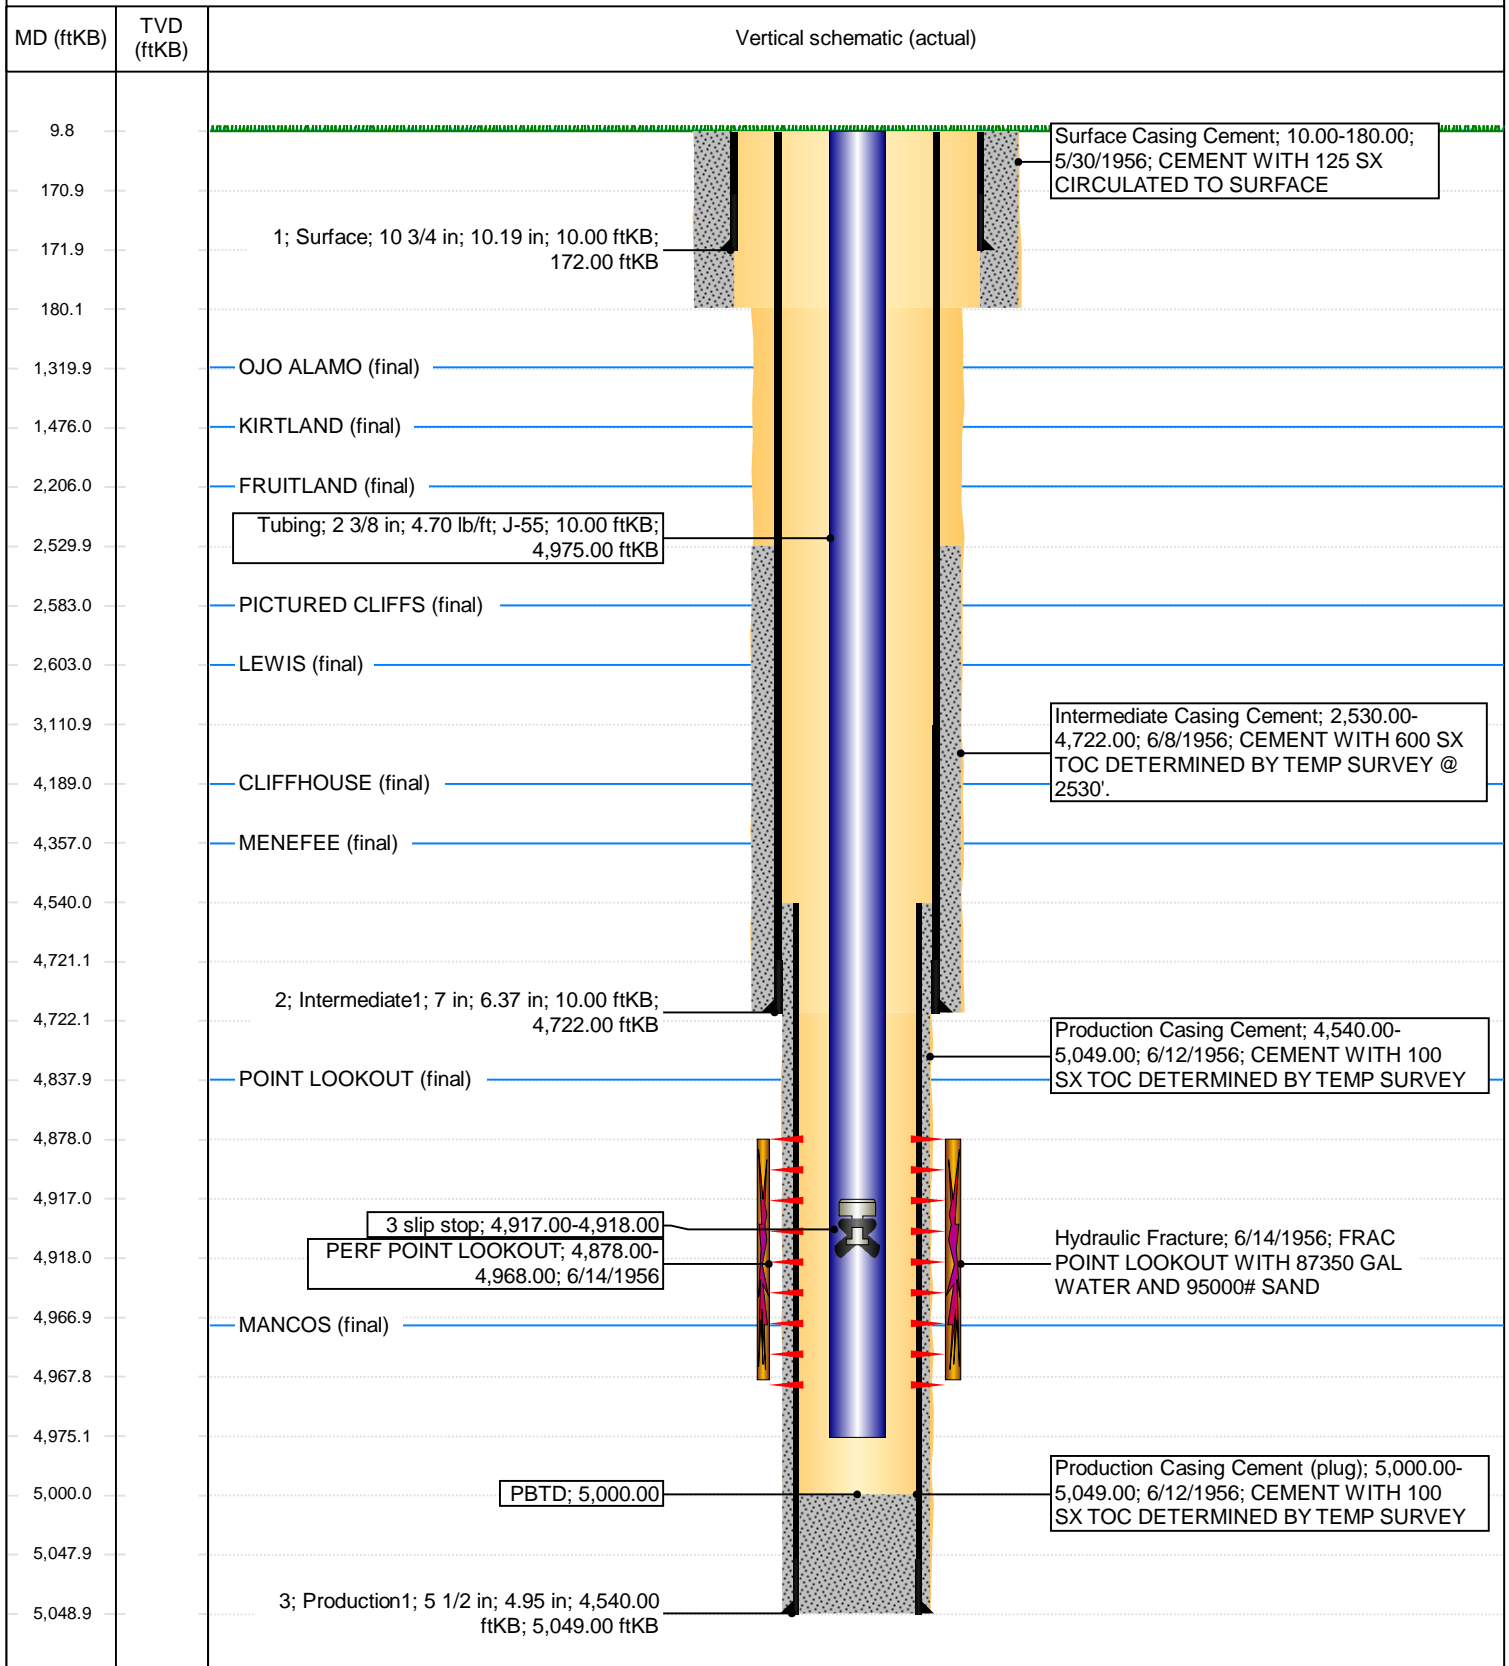 MD (ftKB)
TVD
(ftKB)
Vertical schematic (actual)
9.8
Surface Casing Cement; 10.00-180.00;
5/30/1956; CEMENT WITH 125 SX
CIRCULATED TO SURFACE
170.9
1; Surface; 10 3/4 in; 10.19 in; 10.00 ftKB;
172.00 ftKB
171.9
180.1
1,319.9
OJO ALAMO (final)
1,476.0
KIRTLAND (final)
2,206.0
FRUITLAND (final)
Tubing; 2 3/8 in; 4.70 lb/ft; J-55; 10.00 ftKB;
4,975.00 ftKB
2,529.9
2,583.0
PICTURED CLIFFS (final)
2,603.0
LEWIS (final)
3,110.9
Intermediate Casing Cement; 2,530.00-
4,722.00; 6/8/1956; CEMENT WITH 600 SX
TOC DETERMINED BY TEMP SURVEY @
2530'.
4,189.0
CLIFFHOUSE (final)
4,357.0
MENEFEE (final)
4,540.0
4,721.1
2; Intermediate1; 7 in; 6.37 in; 10.00 ftKB;
4,722.00 ftKB
4,722.1
Production Casing Cement; 4,540.00-
5,049.00; 6/12/1956; CEMENT WITH 100
SX TOC DETERMINED BY TEMP SURVEY
4,837.9
POINT LOOKOUT (final)
4,878.0
4,917.0
3 slip stop; 4,917.00-4,918.00
PERF POINT LOOKOUT; 4,878.00-
4,968.00; 6/14/1956
Hydraulic Fracture; 6/14/1956; FRAC
POINT LOOKOUT WITH 87350 GAL
WATER AND 95000# SAND
4,918.0
4,966.9
MANCOS (final)
4,967.8
4,975.1
PBTD; 5,000.00
Production Casing Cement (plug); 5,000.00-
5,049.00; 6/12/1956; CEMENT WITH 100
SX TOC DETERMINED BY TEMP SURVEY
5,000.0
5,047.9
3; Production1; 5 1/2 in; 4.95 in; 4,540.00
ftKB; 5,049.00 ftKB
5,048.9